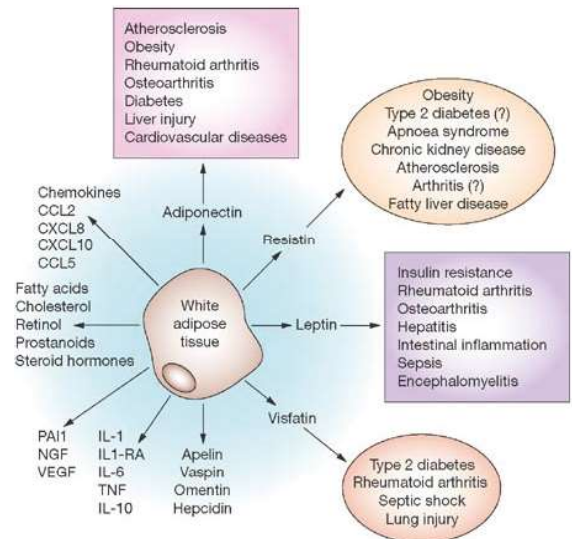 Atherosclerosis
Obesity
Rheumatoid arthritis
Osteoarthritis
Diabetes
Liver injury
Cardiovascular diseases
Obesity
Type 2 diabetes (?)
Apnoea syndrome
Chronic kidney disease
Atherosclerosis
Arthritis (?)
Fatty liver disease
Chemokines
CCL2
CXCL8
CXCL10
CCL5
Adiponectin
Resistin
Fatty acids
Cholesterol
Retinol
Prostanoids
Steroid hormones
White
adipose
tissue
Leptin
Insulin resistance
Rheumatoid arthritis
Osteoarthritis
Hepatitis
Intestinal inflammation
Sepsis
Encephalomyelitis
Visfatin
PAI1
NGF
VEGF
IL-1
IL1-RA
IL-6
TNF
IL-10
Apelin
Vaspin
Omentin
Hepcidin
Type 2 diabetes
Rheumatoid arthritis
Septic shock
Lung injury